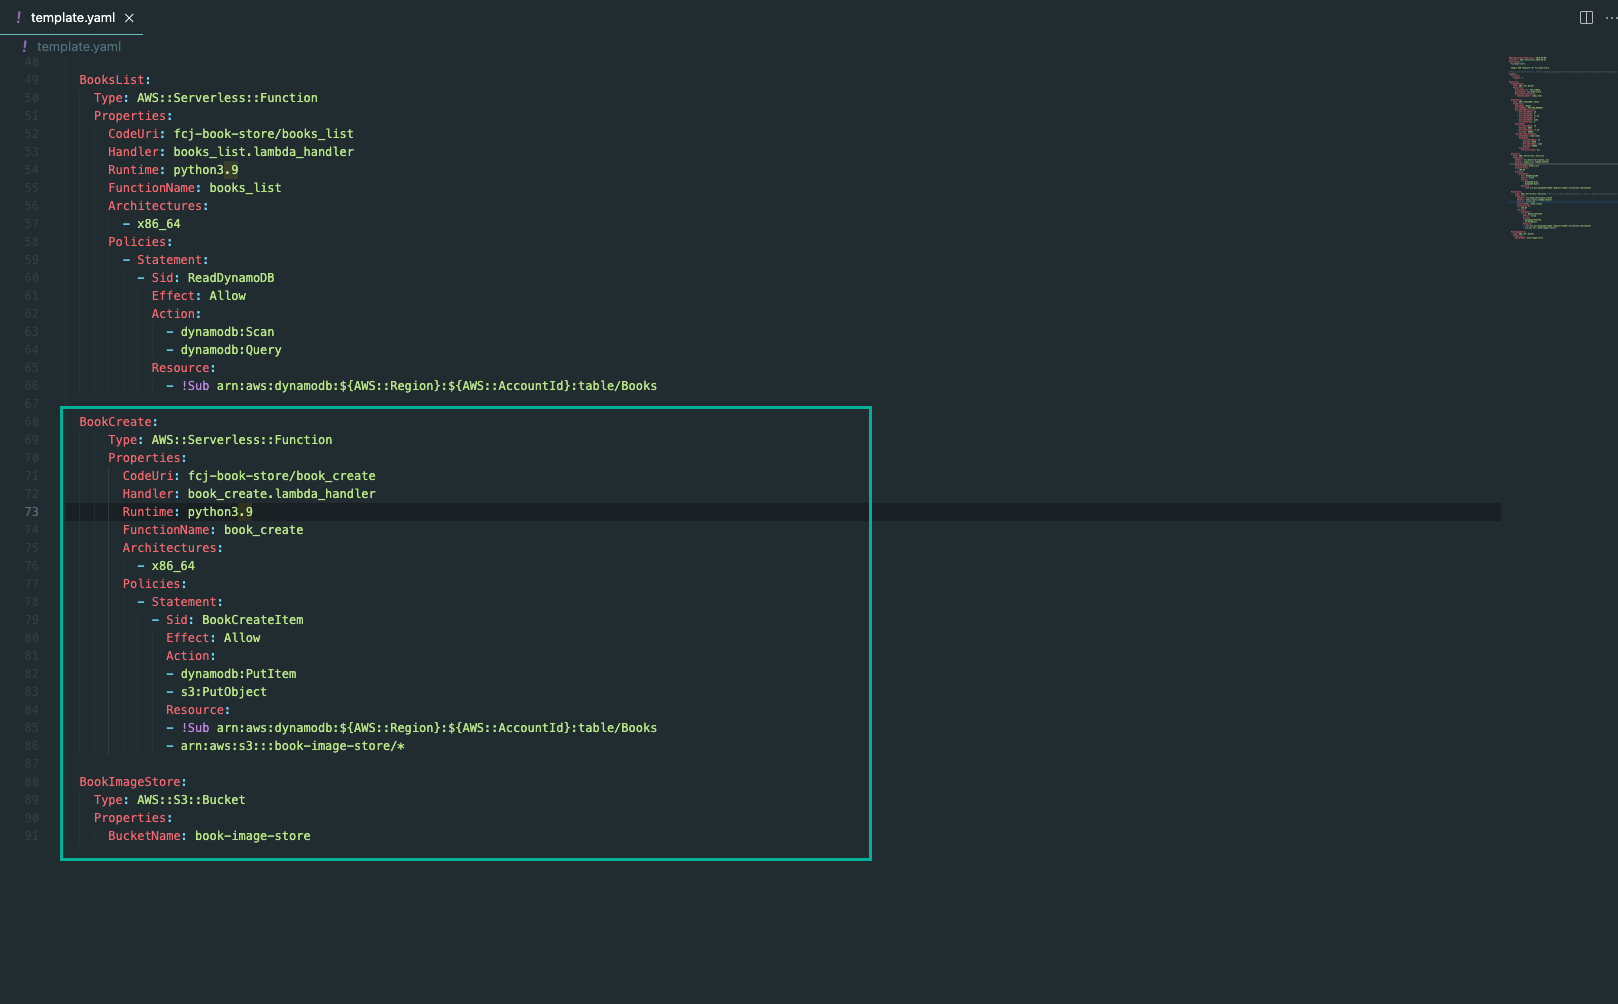 ! template.yaml ×
! template.yaml
48
49 BooksList:
50 Type: AWS::Serverless::Function
51 Properties:
52 CodeUri: fcj-book-store/books_list
53 Handler: books_list.lambda_handler
54 Runtime: python3.9
55 FunctionName: books_list
56 Architectures:
57 - x86_64
58 Policies:
59 - Statement:
60 - Sid: ReadDynamoDB
61 Effect: Allow
62 Action:
63 - dynamodb:Scan
64 - dynamodb:Query
65 Resource:
66 - !Sub arn:aws:dynamodb:${AWS::Region}:${AWS::AccountId}:table/Books
67
68 BookCreate:
69 Type: AWS::Serverless::Function
70 Properties:
71 CodeUri: fcj-book-store/book_create
72 Handler: book_create.lambda_handler
73 Runtime: python3.9
74 FunctionName: book_create
75 Architectures:
76 - x86_64
77 Policies:
78 - Statement:
79 - Sid: BookCreateItem
80 Effect: Allow
81 Action:
82 - dynamodb:PutItem
83 - s3:PutObject
84 Resource:
85 - !Sub arn:aws:dynamodb:${AWS::Region}:${AWS::AccountId}:table/Books
86 - arn:aws:s3:::book-image-store/*
87
88 BookImageStore:
89 Type: AWS::S3::Bucket
90 Properties:
91 BucketName: book-image-store